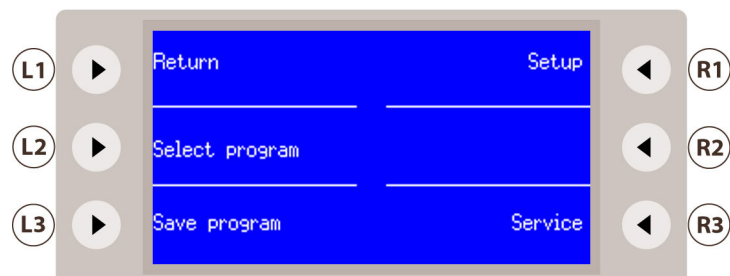 L1 Return Setup R1
L2 Select program R2
L3 Save program Service R3